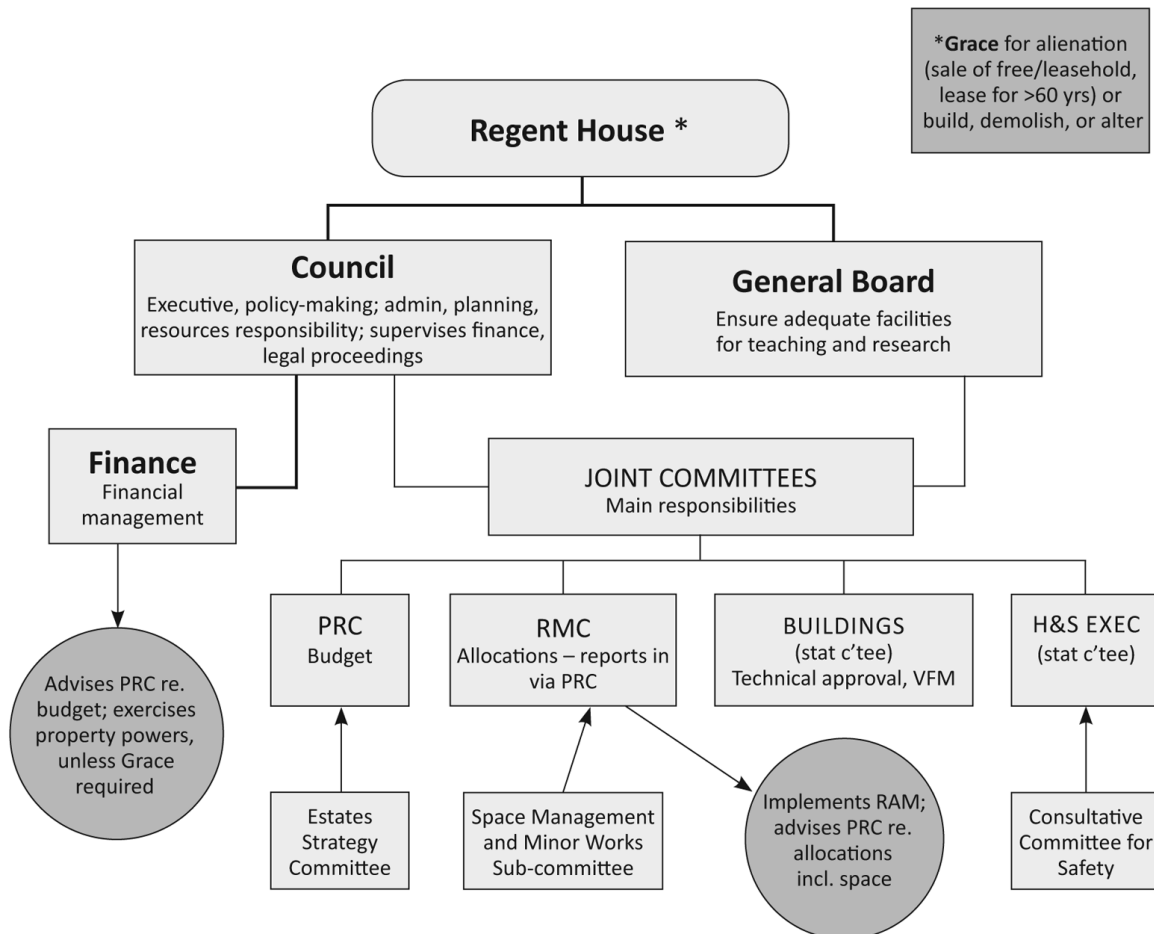 *Grace for alienation
(sale of free/leasehold,
lease for >60 yrs) or
build, demolish, or alter
Regent House *
Council
Executive, policy-making; admin, planning,
resources responsibility; supervises finance,
legal proceedings
General Board
Ensure adequate facilities
for teaching and research
Finance
Financial
management
JOINT COMMITTEES
Main responsibilities
PRC
Budget
RMC
Allocations – reports in
via PRC
BUILDINGS
(stat c’tee)
Technical approval, VFM
H&S EXEC
(stat c’tee)
Advises PRC re.
budget; exercises
property powers,
unless Grace
required
Estates
Strategy
Committee
Space Management
and Minor Works
Sub-committee
Implements RAM;
advises PRC re.
allocations
incl. space
Consultative
Committee for
Safety